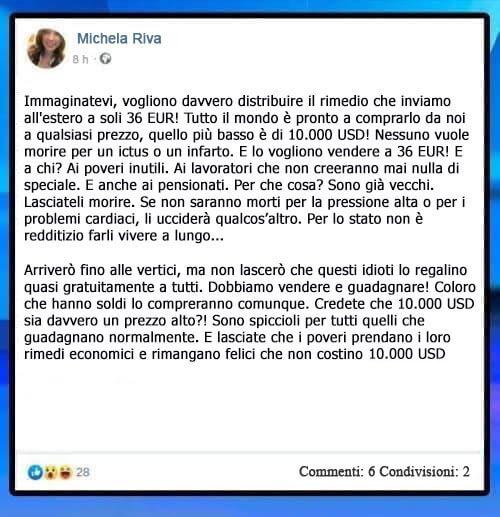 Michela Riva
8 h ·
Immaginatevi, vogliono davvero distribuire il rimedio che inviamo
all'estero a soli 36 EUR! Tutto il mondo è pronto a comprarlo da noi
a qualsiasi prezzo, quello più basso è di 10.000 USD! Nessuno vuole
morire per un ictus o un infarto. E lo vogliono vendere a 36 EUR! E
a chi? Ai poveri inutili. Ai lavoratori che non creeranno mai nulla di
speciale. E anche ai pensionati. Per che cosa? Sono già vecchi.
Lasciateli morire. Se non saranno morti per la pressione alta o per i
problemi cardiaci, li ucciderà qualcos’altro. Per lo stato non è
redditizio farli vivere a lungo...
Arriverò fino alle vertici, ma non lascerò che questi idioti lo regalino
quasi gratuitamente a tutti. Dobbiamo vendere e guadagnare! Coloro
che hanno soldi lo compreranno comunque. Credete che 10.000 USD
sia davvero un prezzo alto?! Sono spiccioli per tutti quelli che
guadagnano normalmente. E lasciate che i poveri prendano i loro
rimedi economici e rimangano felici che non costino 10.000 USD
28 Commenti: 6 Condivisioni: 2